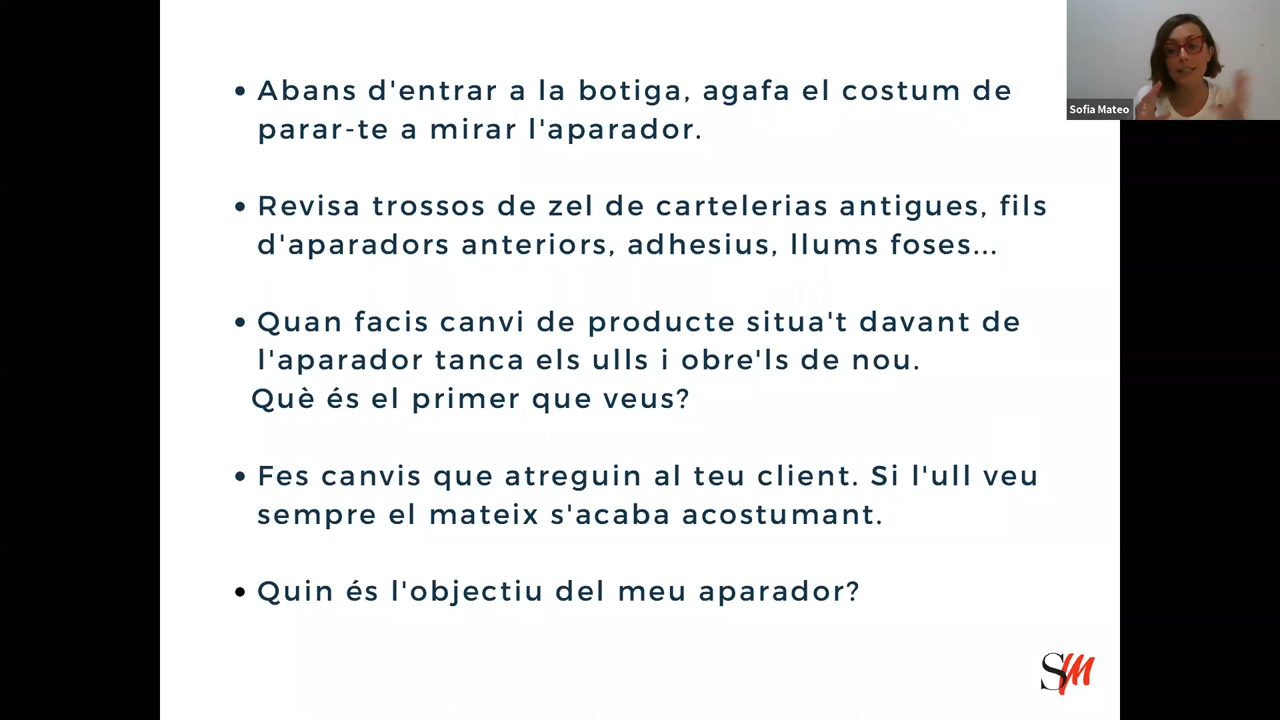 Abans d'entrar a la botiga, agafa el costum de
parar-te a mirar l'aparador.
Revisa trossos de zel de cartelerias antigues, fils
d'aparadors anteriors, adhesius, llums foses...
Quan facis canvi de producte situa't davant de
l'aparador tanca els ulls i obre'ls de nou.
Què és el primer que veus?
Fes canvis que atreguin al teu client. Si l'ull veu
sempre el mateix s'acaba acostumant.
Quin és l'objectiu del meu aparador?
Sofia Mateo
SM